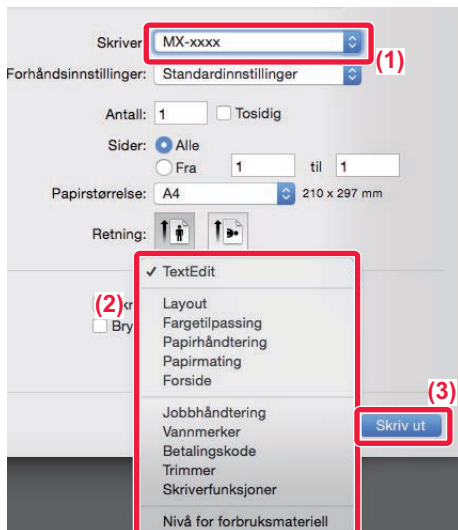 Skriver: MX-xxxx
(1)
Forhåndsinnstillinger: Standardinnstillinger
Antall: 1 Tosidig
Sider: Alle
Fra 1 til 1
Papirstørrelse: A4 210 x 297 mm
Retning:
✓ TextEdit
(2)
Layout
Fargetilpassing
Papirhåndtering
Papirmating
Forside
(3)
Jobbhåndtering
Skriv ut
Vannmerker
Betalingskode
Trimmer
Skriverfunksjoner
Nivå for forbruksmateriell